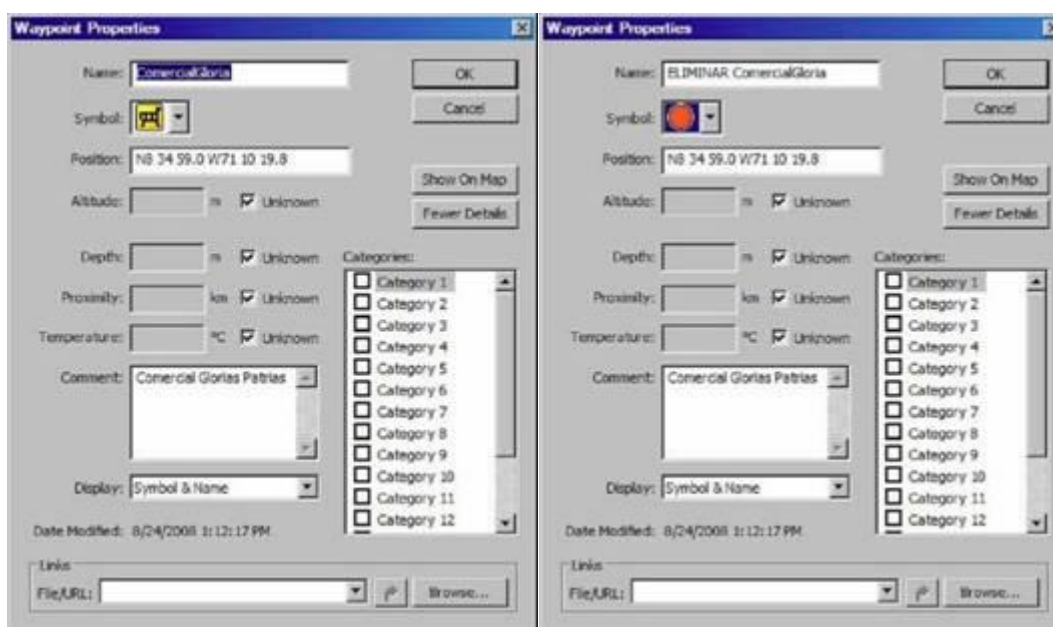 Waypoint Properties
Name: ComercialGloria
OK
Symbol:
Cancel
Position: N8 34 59.0 W71 10 19.8
Show On Map
Altitude: m Unknown
Fewer Details
Depth: m Unknown
Categories:
Proximity: km Unknown
Temperature: °C Unknown
Category 1
Category 2
Category 3
Category 4
Category 5
Category 6
Category 7
Category 8
Category 9
Category 10
Category 11
Category 12
Comment: Comercial Glorias Patrias
Display: Symbol & Name
Date Modified: 8/24/2008 1:12:17 PM
Links
File/URL: Browse...
Waypoint Properties
Name: ELIMINAR ComercialGloria
OK
Symbol:
Cancel
Position: N8 34 59.0 W71 10 19.8
Show On Map
Altitude: m Unknown
Fewer Details
Depth: m Unknown
Categories:
Proximity: km Unknown
Temperature: °C Unknown
Category 1
Category 2
Category 3
Category 4
Category 5
Category 6
Category 7
Category 8
Category 9
Category 10
Category 11
Category 12
Comment: Comercial Glorias Patrias
Display: Symbol & Name
Date Modified: 8/24/2008 1:12:17 PM
Links
File/URL: Browse...